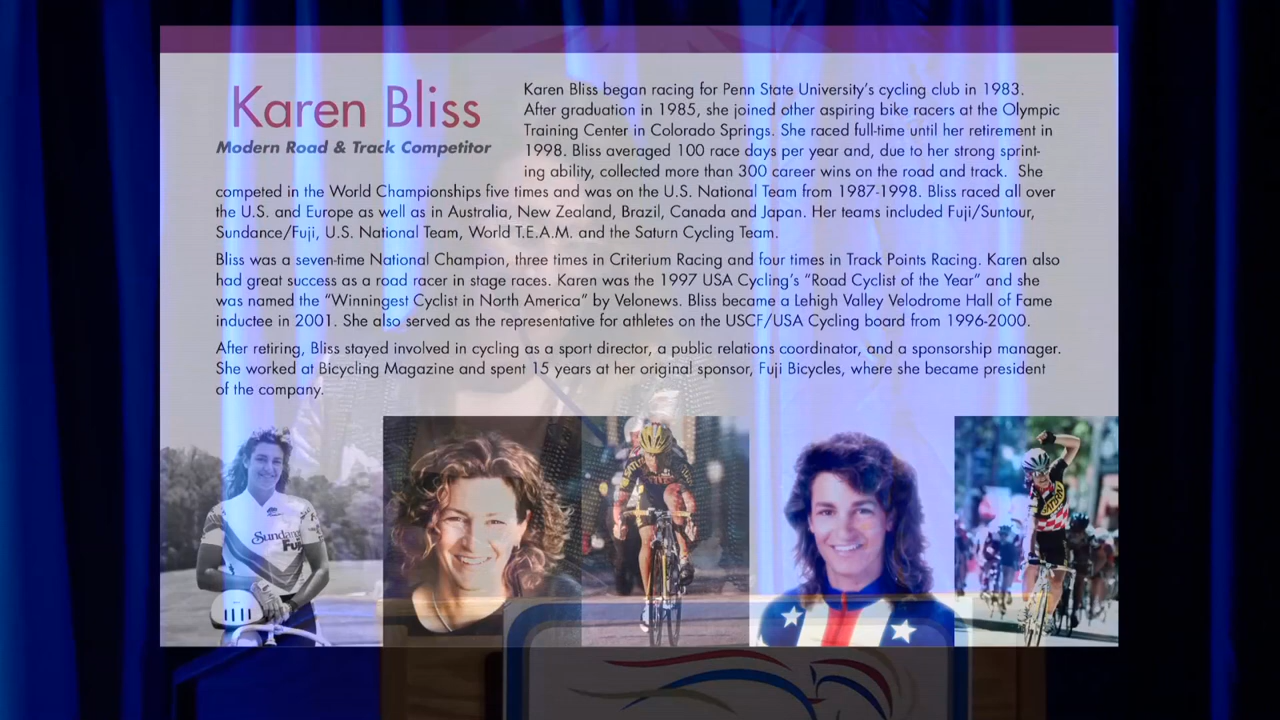 Karen Bliss
Modern Road & Track Competitor
Karen Bliss began racing for Penn State University's cycling club in 1983.
After graduation in 1985, she joined other aspiring bike racers at the Olympic
Training Center in Colorado Springs. She raced full-time until her retirement in
1998. Bliss averaged 100 race days per year and, due to her strong sprint-
ing ability, collected more than 300 career wins on the road and track. She
competed in the World Championships five times and was on the U.S. National Team from 1987-1998. Bliss raced all over
the U.S. and Europe as well as in Australia, New Zealand, Brazil, Canada and Japan. Her teams included Fuji/Suntour,
Sundance/Fuji, U.S. National Team, World T.E.A.M. and the Saturn Cycling Team.
Bliss was a seven-time National Champion, three times in Criterium Racing and four times in Track Points Racing. Karen also
had great success as a road racer in stage races. Karen was the 1997 USA Cycling's "Road Cyclist of the Year" and she
was named the "Winningest Cyclist in North America" by Velonews. Bliss became a Lehigh Valley Velodrome Hall of Fame
inductee in 2001. She also served as the representative for athletes on the USCF/USA Cycling board from 1996-2000.
After retiring, Bliss stayed involved in cycling as a sport director, a public relations coordinator, and a sponsorship manager.
She worked at Bicycling Magazine and spent 15 years at her original sponsor, Fuji Bicycles, where she became president
of the company.
Fuji